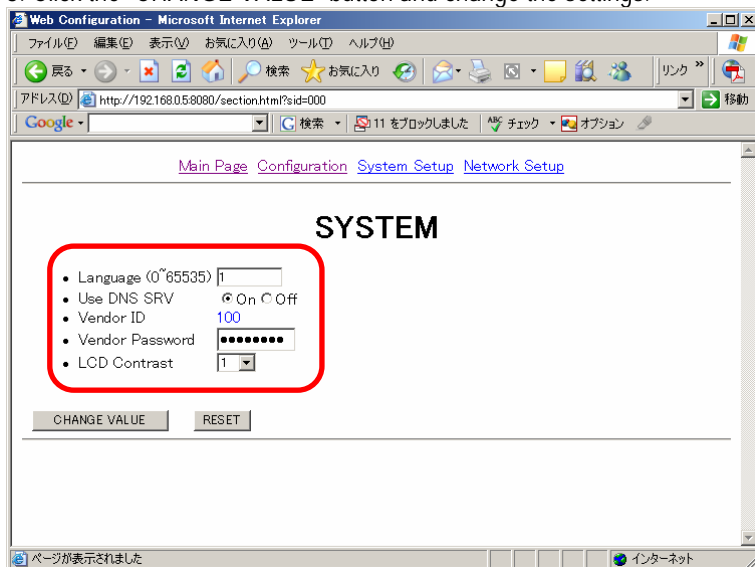 Click the "CHANGE VALUE" button and change the settings.
Web Configuration - Microsoft Internet Explorer
ファイル(F) 編集(E) 表示(V) お気に入り(A) ツール(T) ヘルプ(H)
戻る 検索 お気に入り リンク »
アドレス(D) http://192.168.0.5:8080/section.html?sid=000 移動
Google 検索 11 をブロックしました チェック オプション
Main Page Configuration System Setup Network Setup
SYSTEM
• Language (0~65535) 1
• Use DNS SRV On Off
• Vendor ID 100
• Vendor Password ●●●●●●●●
• LCD Contrast 1
CHANGE VALUE RESET
ページが表示されました インターネット